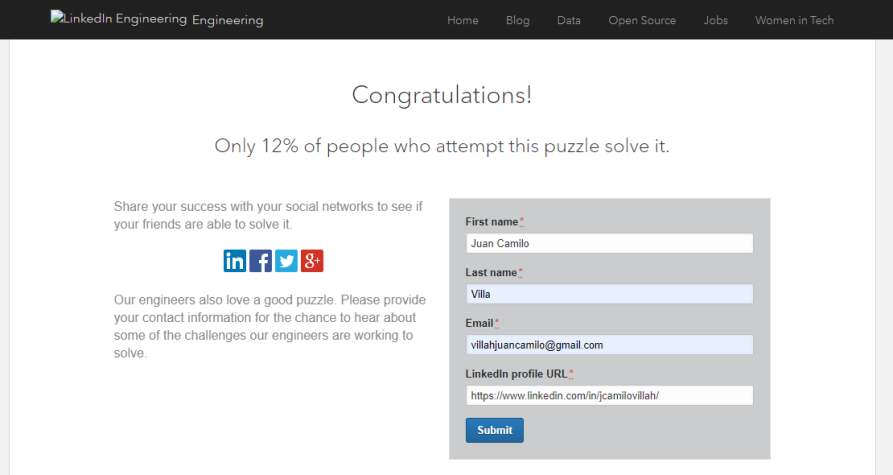 LinkedIn Engineering Engineering Home Blog Data Open Source Jobs Women in Tech
Congratulations!
Only 12% of people who attempt this puzzle solve it.
Share your success with your social networks to see if
your friends are able to solve it.
in f g+
Our engineers also love a good puzzle. Please provide
your contact information for the chance to hear about
some of the challenges our engineers are working to
solve.
First name*
Juan Camilo
Last name*
Villa
Email*
villahjuancamilo@gmail.com
LinkedIn profile URL*
https://www.linkedin.com/in/jcamilovillah/
Submit